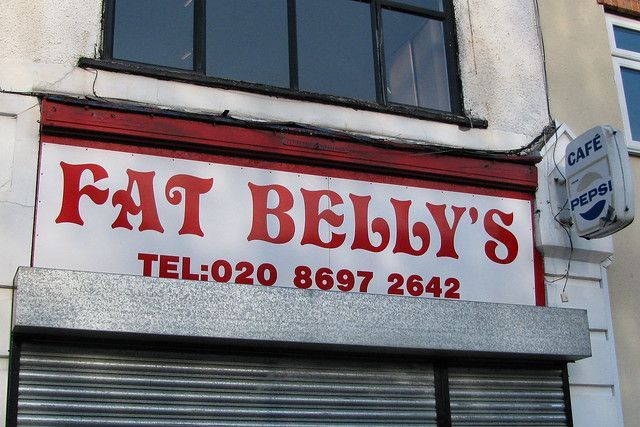 FAT BELLY'S
TEL:020 8697 2642
CAFÉ
PEPSI